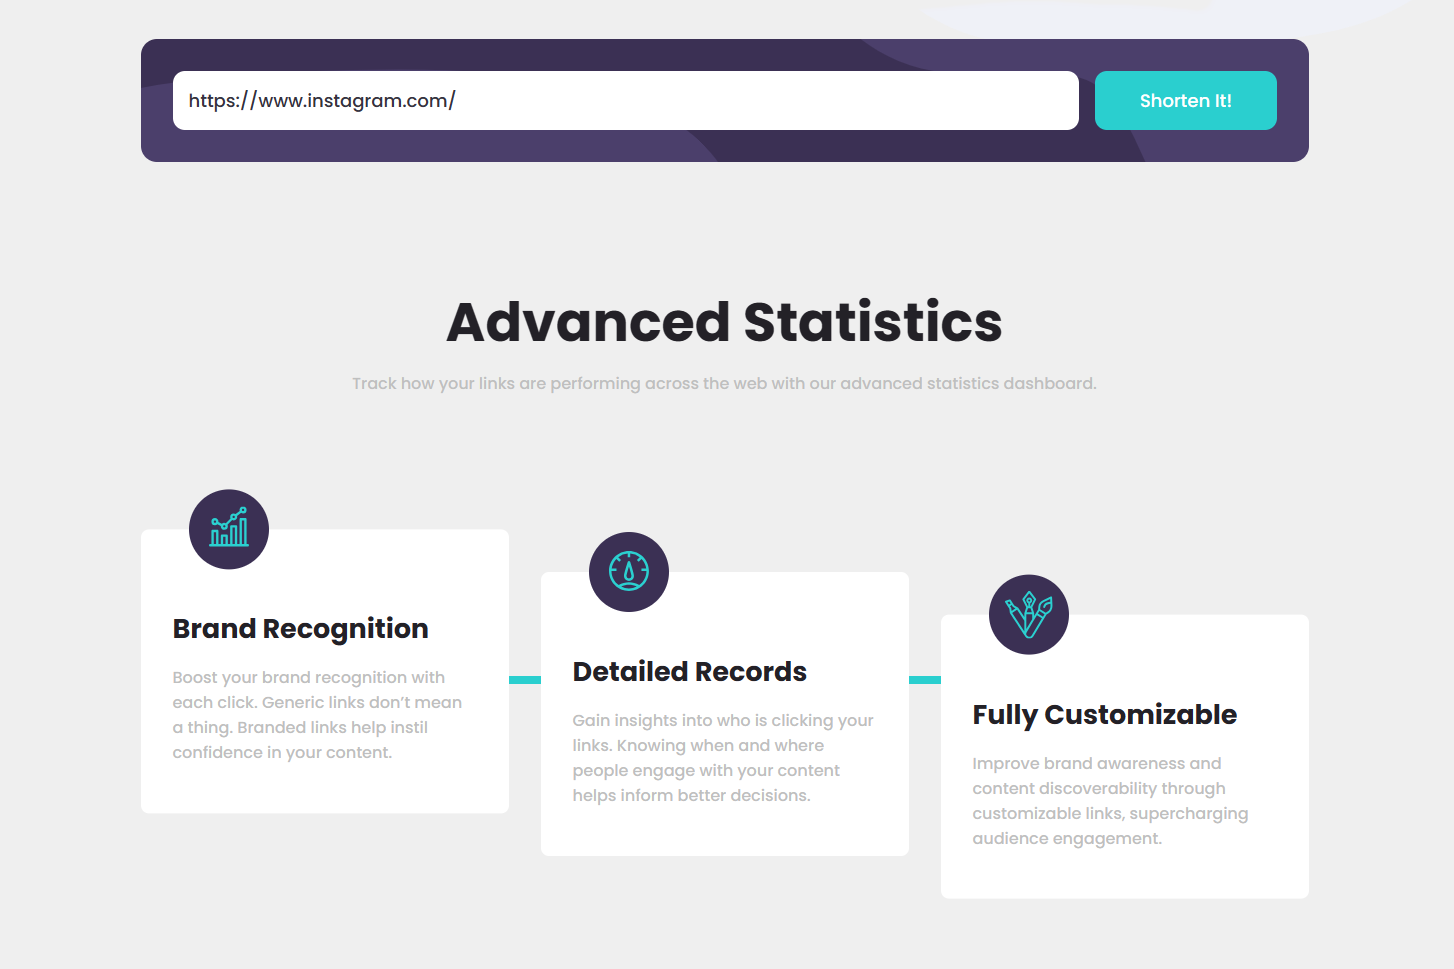 https://www.instagram.com/
Shorten It!
Advanced Statistics
Track how your links are performing across the web with our advanced statistics dashboard.
Brand Recognition
Boost your brand recognition with
each click. Generic links don’t mean
a thing. Branded links help instil
confidence in your content.
Detailed Records
Gain insights into who is clicking your
links. Knowing when and where
people engage with your content
helps inform better decisions.
Fully Customizable
Improve brand awareness and
content discoverability through
customizable links, supercharging
audience engagement.